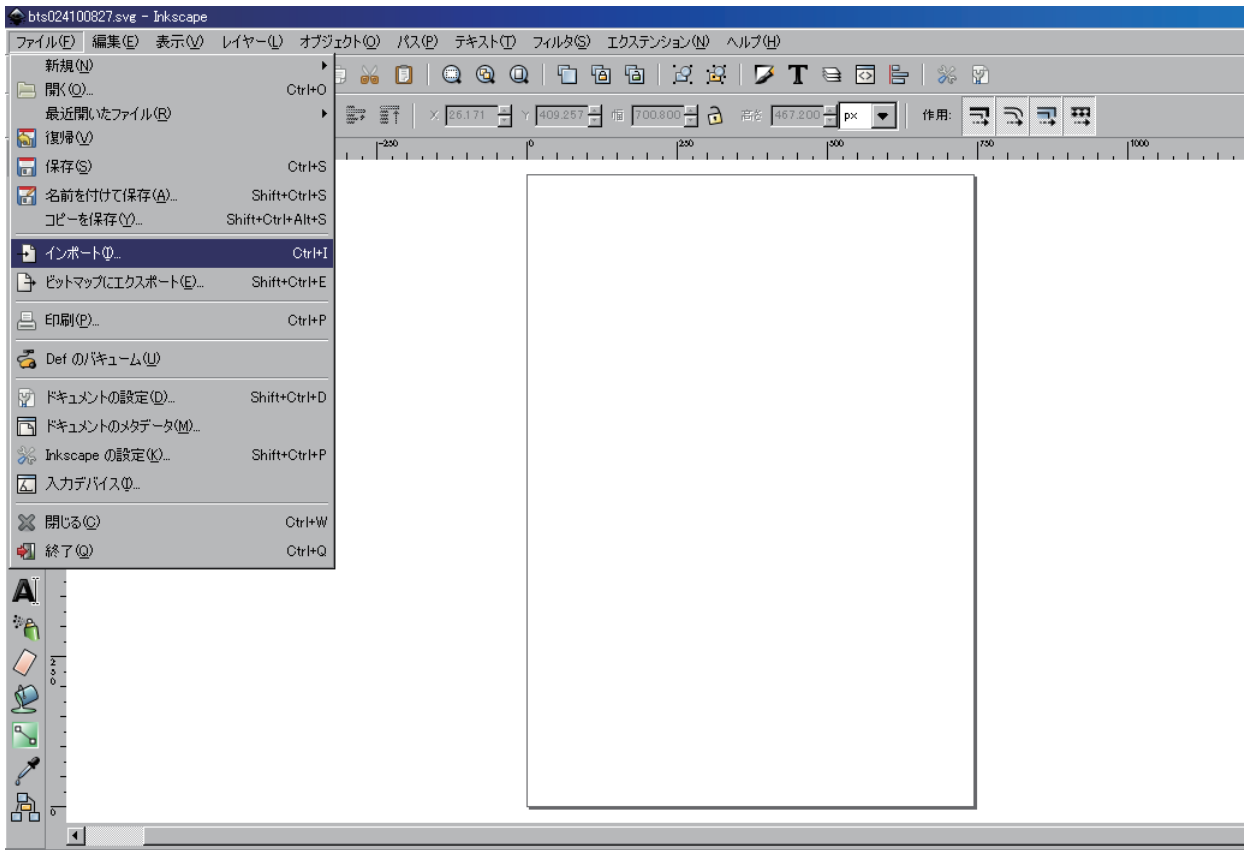 bts024100827.svg - Inkscape
ファイル(F) 編集(E) 表示(V) レイヤー(L) オブジェクト(O) パス(P) テキスト(T) フィルタ(S) エクステンション(N) ヘルプ(H)
新規(N)
開く(O)... Ctrl+O
最近開いたファイル(R)
復帰(V)
保存(S) Ctrl+S
名前を付けて保存(A)... Shift+Ctrl+S
コピーを保存(Y)... Shift+Ctrl+Alt+S
インポート(I)... Ctrl+I
ビットマップにエクスポート(E)... Shift+Ctrl+E
印刷(P)... Ctrl+P
Def のバキューム(U)
ドキュメントの設定(D)... Shift+Ctrl+D
ドキュメントのメタデータ(M)...
Inkscape の設定(K)... Shift+Ctrl+P
入力デバイス(I)...
閉じる(C) Ctrl+W
終了(Q) Ctrl+Q
X 26.171 Y 409.257 幅 700.800 高さ 467.200 px 作用:
-250 0 250 500 750 1000
250
0